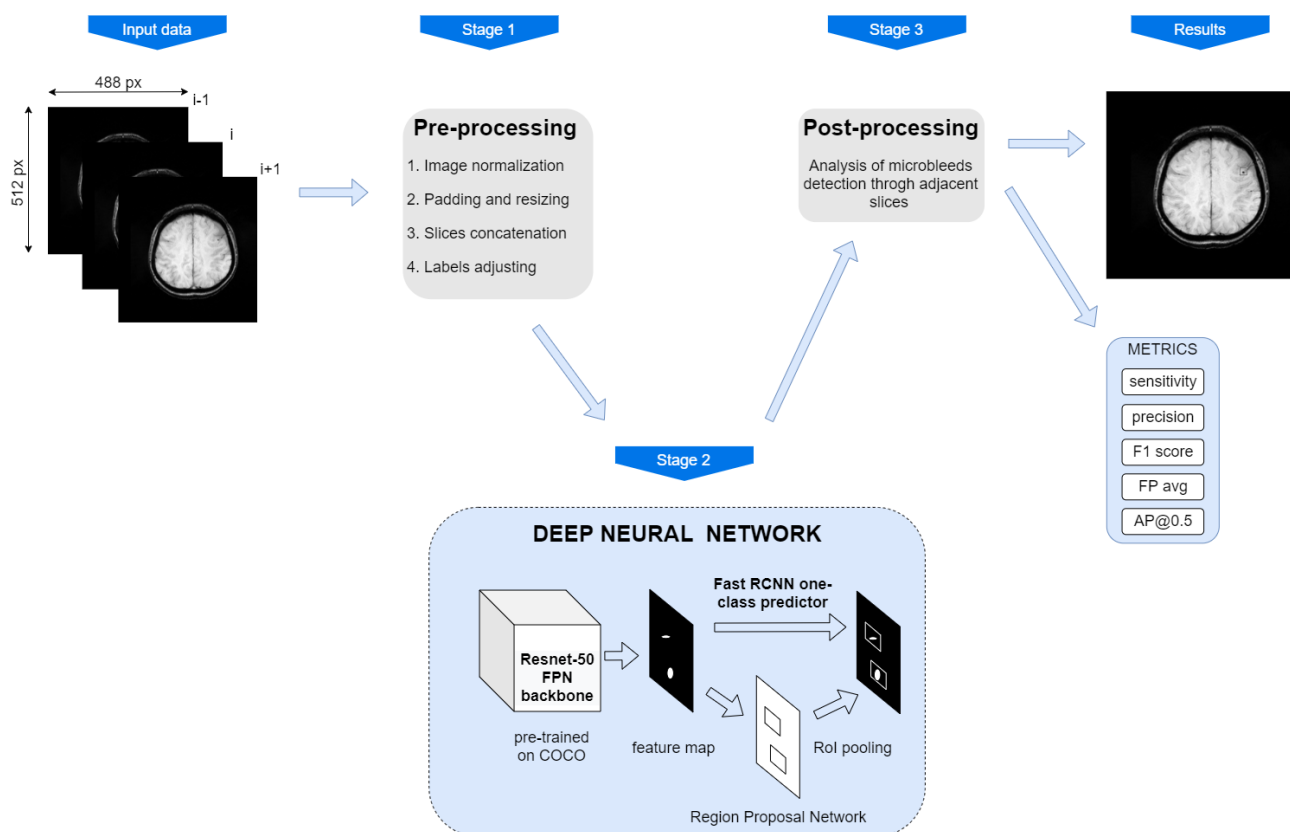 Input data
Stage 1
Stage 3
Results
488 px
i-1
i
i+1
512 px
Pre-processing
1. Image normalization
2. Padding and resizing
3. Slices concatenation
4. Labels adjusting
Post-processing
Analysis of microbleeds
detection throgh adjacent
slices
METRICS
sensitivity
precision
F1 score
FP avg
AP@0.5
Stage 2
DEEP NEURAL NETWORK
Fast RCNN one-
class predictor
Resnet-50
FPN
backbone
pre-trained
on COCO
feature map
RoI pooling
Region Proposal Network